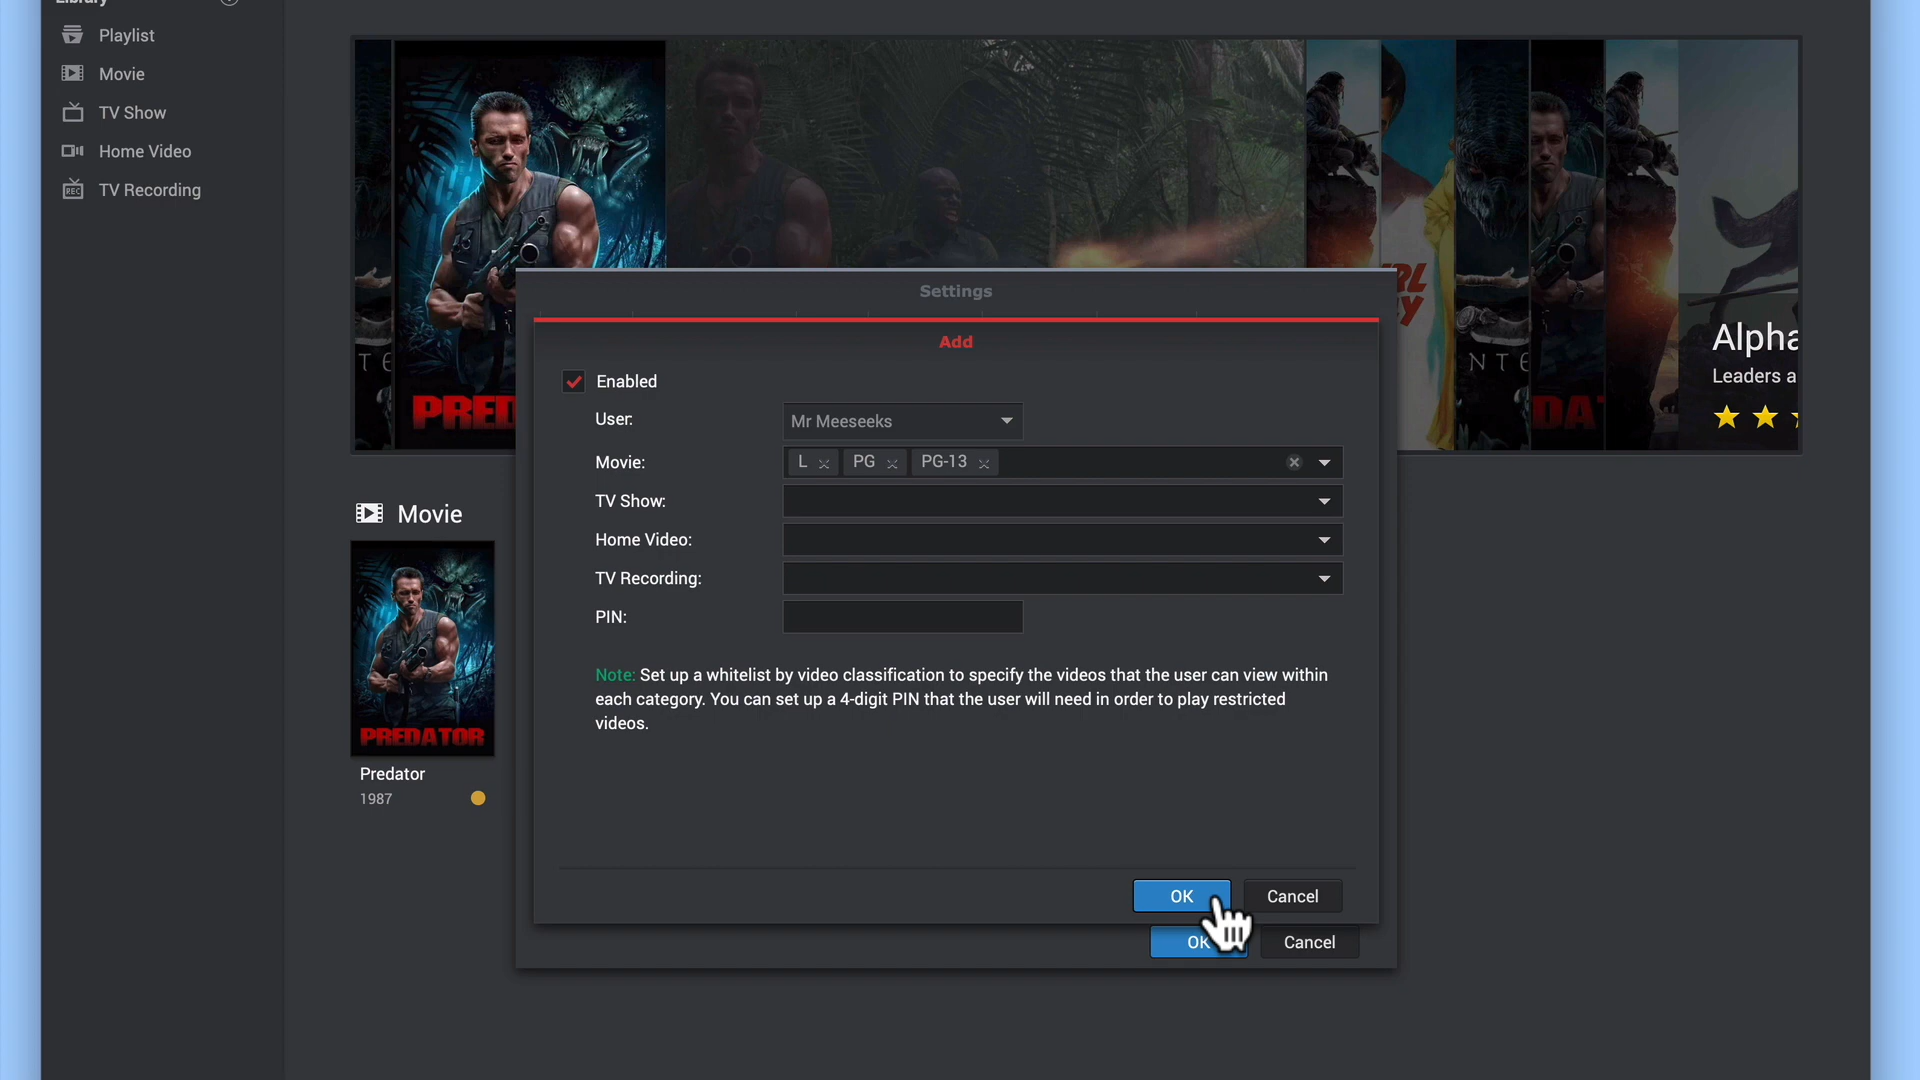 Library
Playlist
Movie
TV Show
Home Video
REC
TV Recording
PREDATOR
Alpha
Leaders a
Settings
Add
Enabled
User:
Mr Meeseeks
Movie:
L
PG
PG-13
TV Show:
Home Video:
TV Recording:
PIN:
Note: Set up a whitelist by video classification to specify the videos that the user can view within
each category. You can set up a 4-digit PIN that the user will need in order to play restricted
videos.
OK
Cancel
OK
Cancel
Movie
PREDATOR
Predator
1987